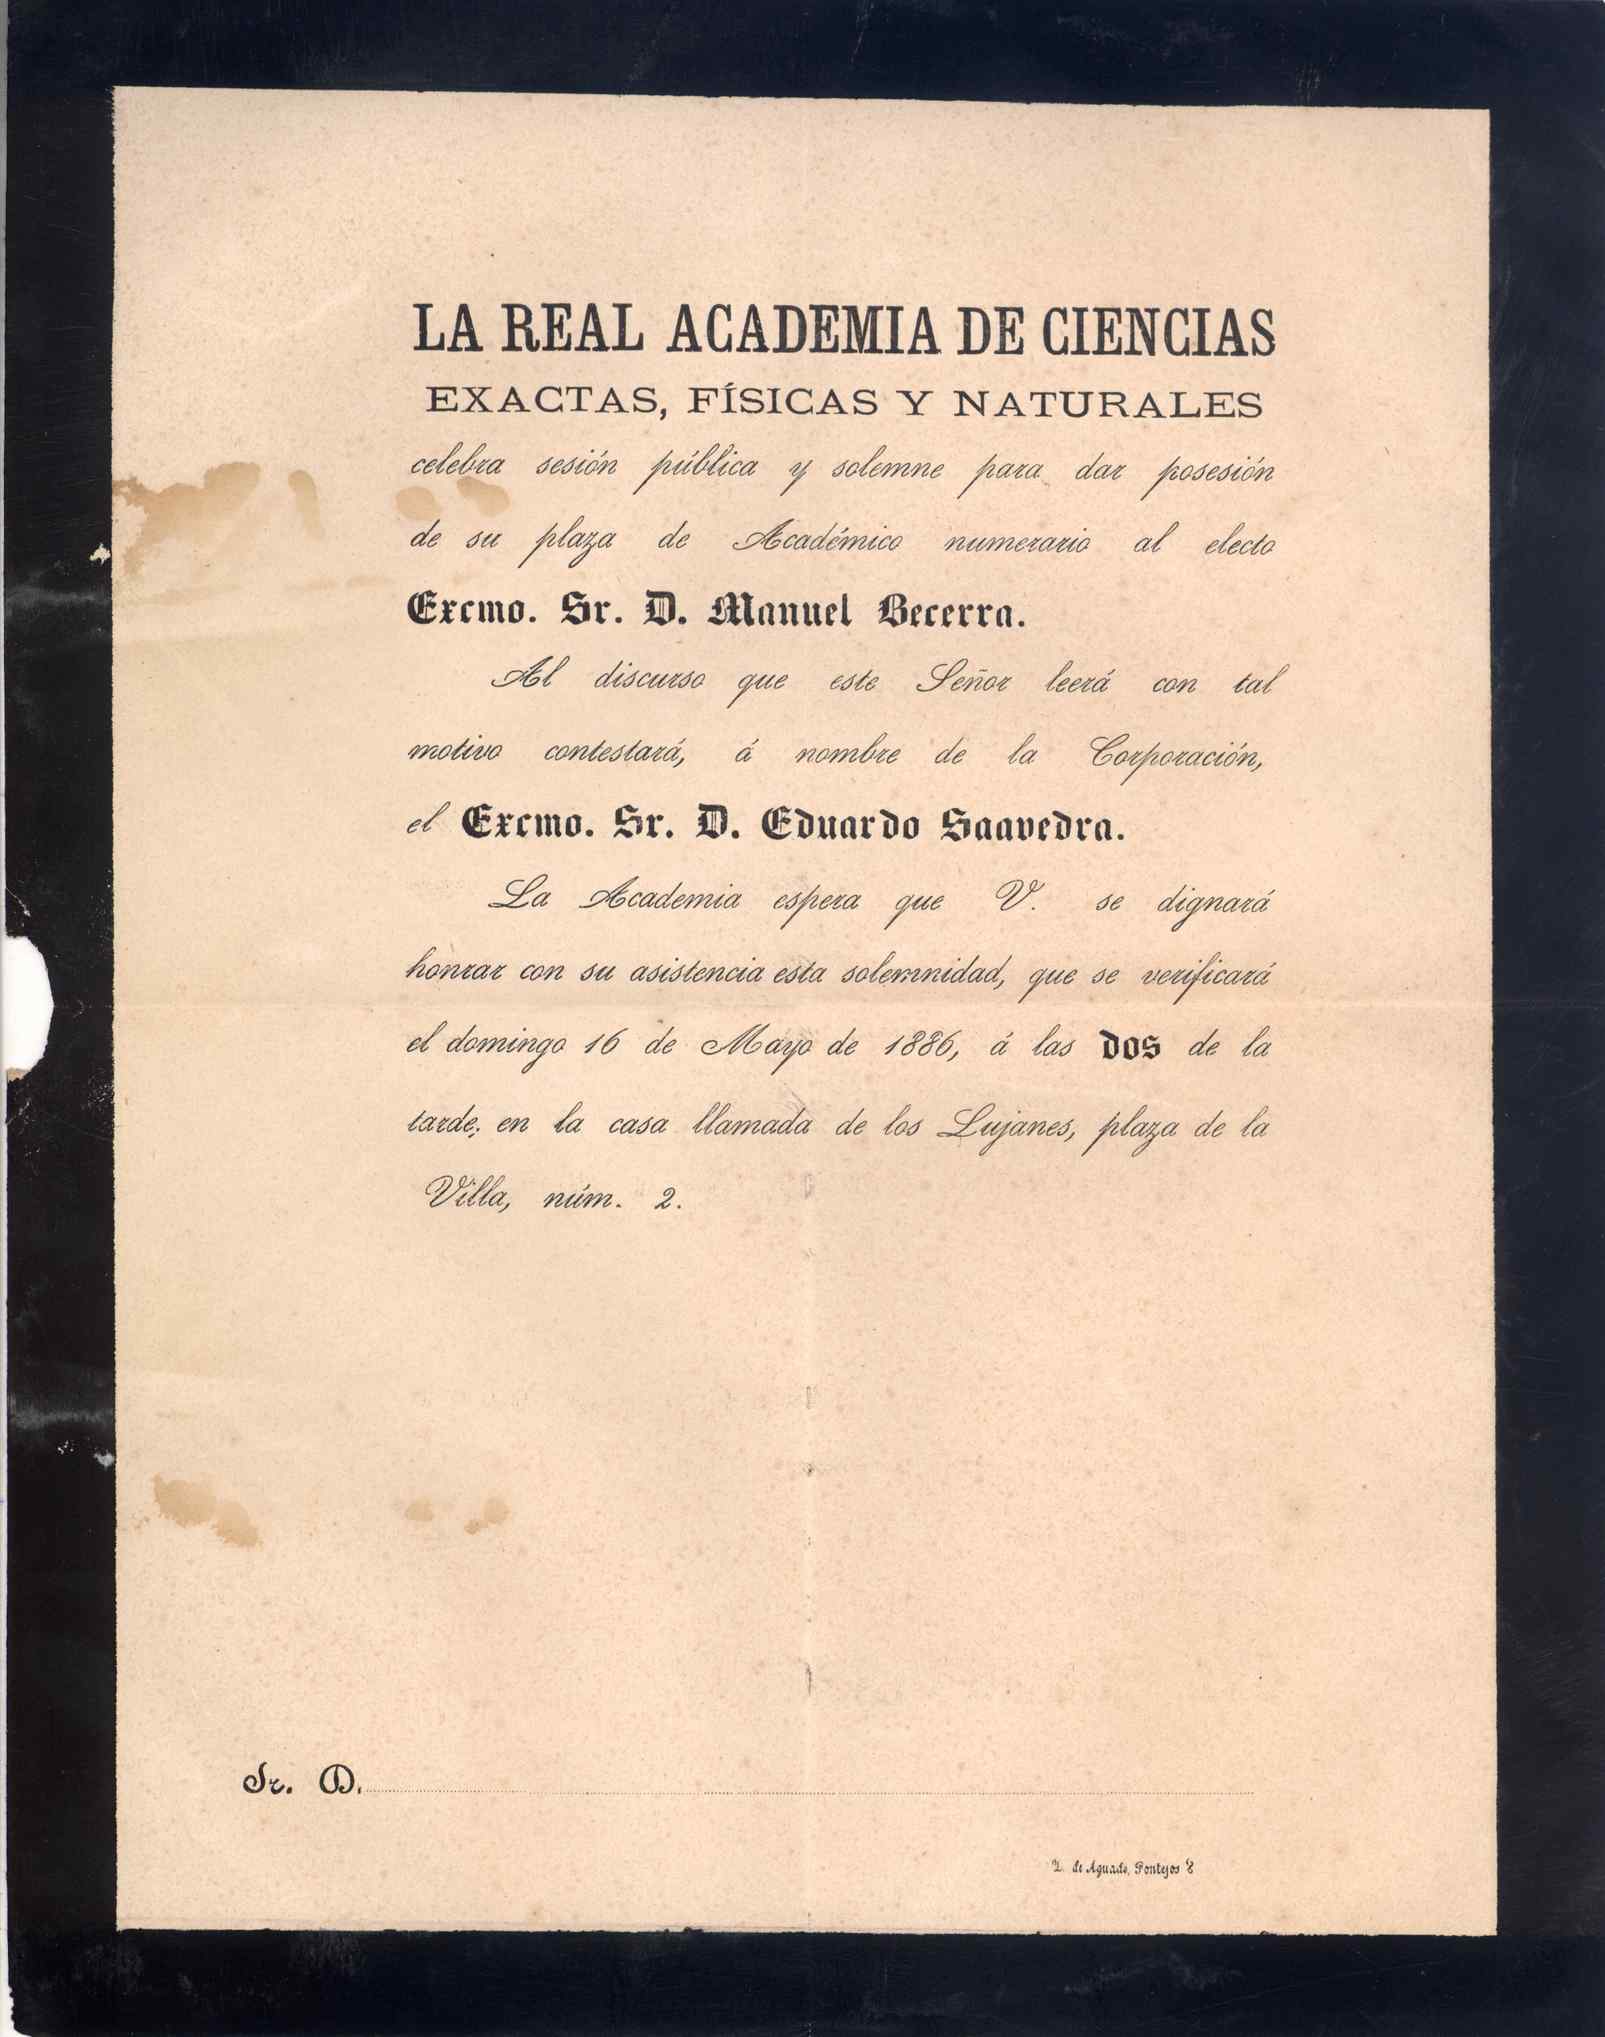 LA REAL ACADEMIA DE CIENCIAS
EXACTAS, FÍSICAS Y NATURALES
celebra sesión pública y solemne para dar posesión
de su plaza de Académico numerario al electo
Excmo. Sr. D. Manuel Becerra.
Al discurso que este Señor leerá con tal
motivo contestará, á nombre de la Corporación,
el Excmo. Sr. D. Eduardo Saavedra.
La Academia espera que V. se dignará
honrar con su asistencia esta solemnidad, que se verificará
el domingo 16 de Mayo de 1886, á las DOS de la
tarde, en la casa llamada de los Lujanes, plaza de la
Villa, núm. 2.
Sr. D.
de Aguado, Pontejos 8